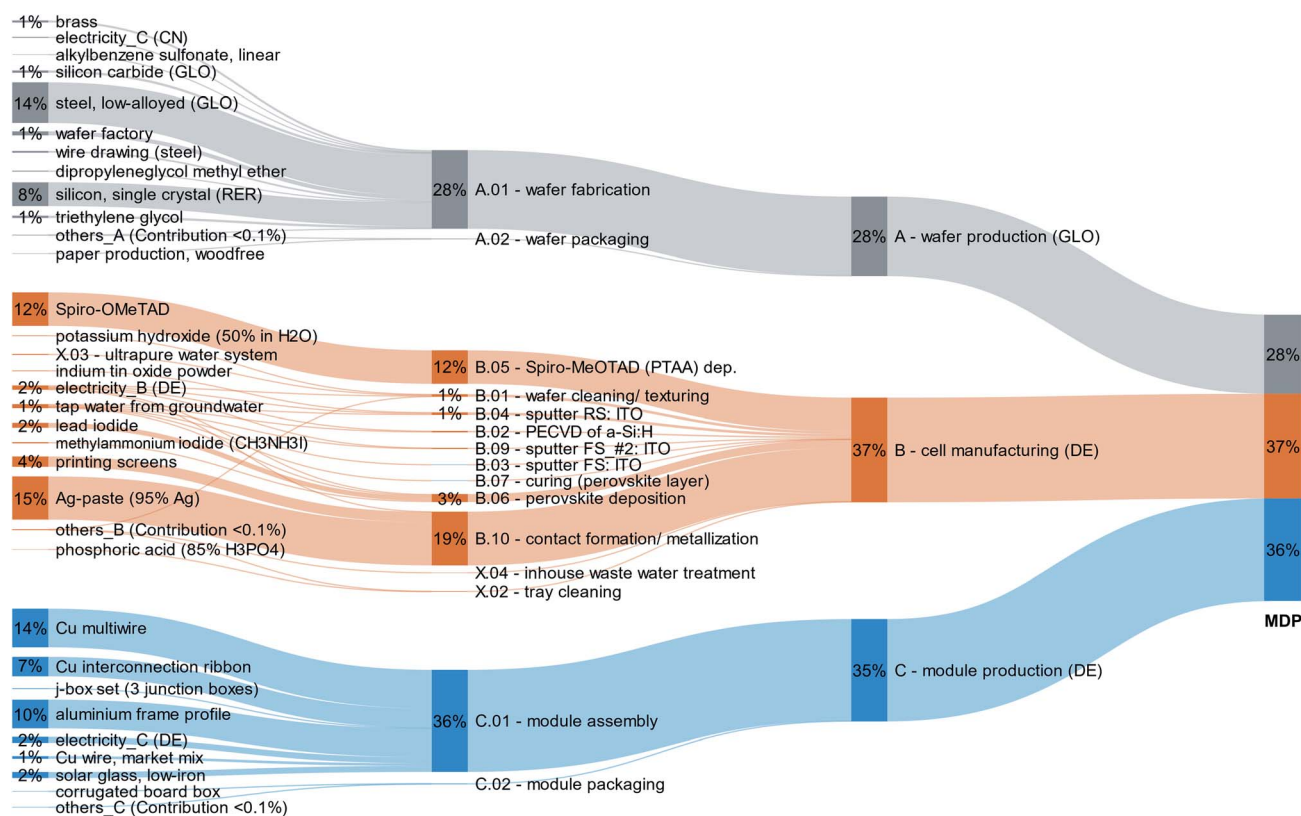 1% brass
electricity_C (CN)
alkylbenzene sulfonate, linear
1% silicon carbide (GLO)
14% steel, low-alloyed (GLO)
1% wafer factory
wire drawing (steel)
dipropyleneglycol methyl ether
8% silicon, single crystal (RER)
1% triethylene glycol
others_A (Contribution <0.1%)
paper production, woodfree
28% A.01 - wafer fabrication
A.02 - wafer packaging
28% A - wafer production (GLO)
12% Spiro-OMeTAD
potassium hydroxide (50% in H2O)
X.03 - ultrapure water system
indium tin oxide powder
2% electricity_B (DE)
1% tap water from groundwater
2% lead iodide
methylammonium iodide (CH3NH3I)
4% printing screens
15% Ag-paste (95% Ag)
others_B (Contribution <0.1%)
phosphoric acid (85% H3PO4)
12% B.05 - Spiro-MeOTAD (PTAA) dep.
1% B.01 - wafer cleaning/ texturing
1% B.04 - sputter RS: ITO
B.02 - PECVD of a-Si:H
B.09 - sputter FS_#2: ITO
B.03 - sputter FS: ITO
B.07 - curing (perovskite layer)
3% B.06 - perovskite deposition
19% B.10 - contact formation/ metallization
X.04 - inhouse waste water treatment
X.02 - tray cleaning
37% B - cell manufacturing (DE)
14% Cu multiwire
7% Cu interconnection ribbon
j-box set (3 junction boxes)
10% aluminium frame profile
2% electricity_C (DE)
1% Cu wire, market mix
2% solar glass, low-iron
corrugated board box
others_C (Contribution <0.1%)
36% C.01 - module assembly
C.02 - module packaging
35% C - module production (DE)
28%
37%
36%
MDP